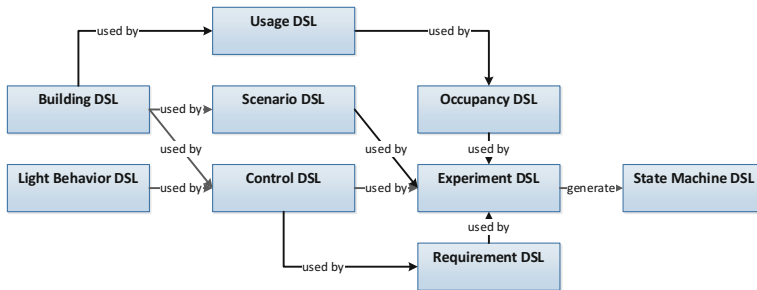 Usage DSL
used by
used by
Building DSL
used by
Scenario DSL
Occupancy DSL
used by
used by
used by
Light Behavior DSL
used by
Control DSL
used by
Experiment DSL
generate
State Machine DSL
used by
used by
Requirement DSL